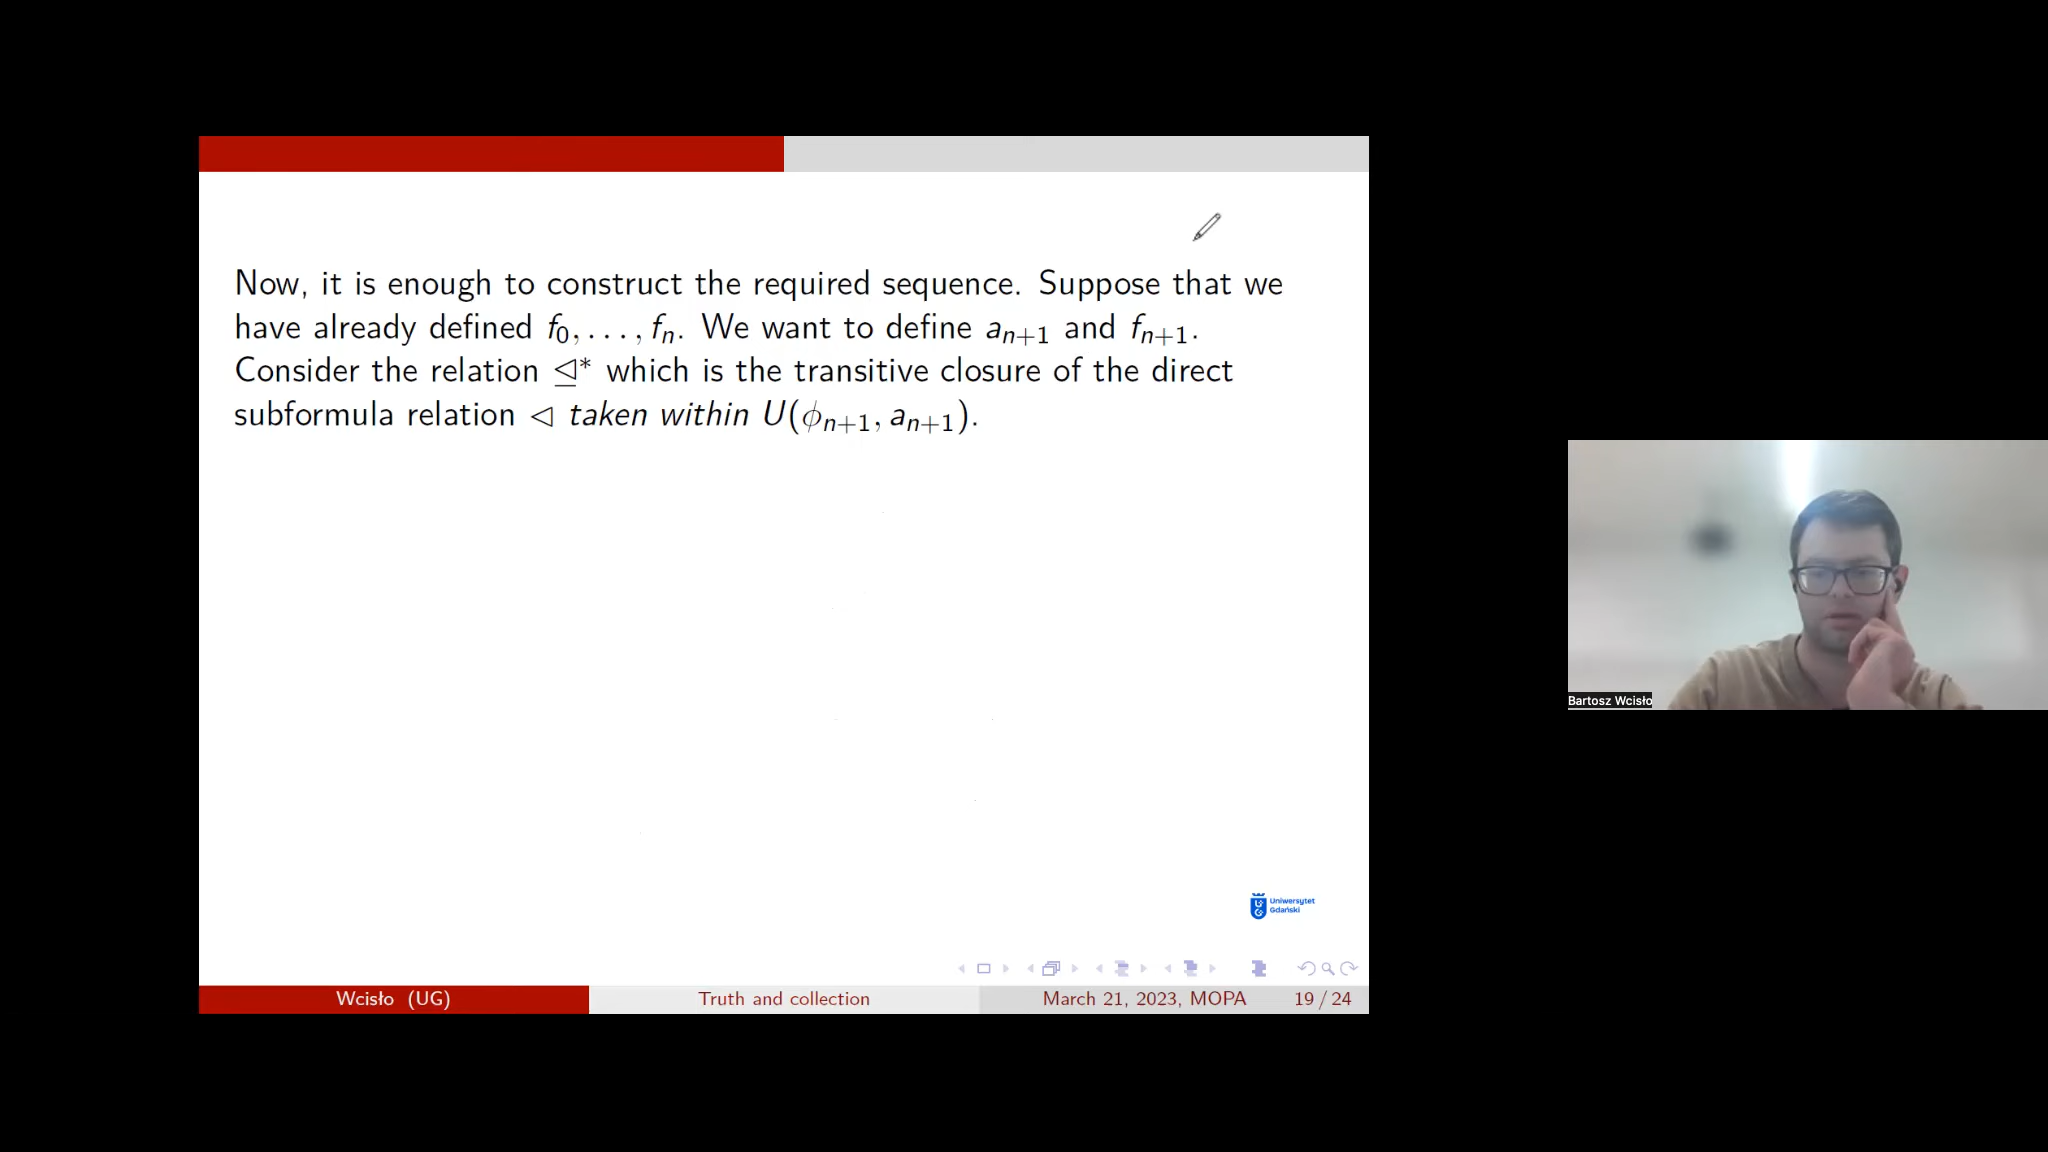 Now, it is enough to construct the required sequence. Suppose that we
have already defined f₀, . . . , fₙ. We want to define aₙ₊₁ and fₙ₊₁.
Consider the relation ⊴* which is the transitive closure of the direct
subformula relation ⊲ taken within U(ϕₙ₊₁, aₙ₊₁).
Bartosz Wcisło
Uniwersytet
Gdański
Wcisło (UG) Truth and collection March 21, 2023, MOPA 19 / 24